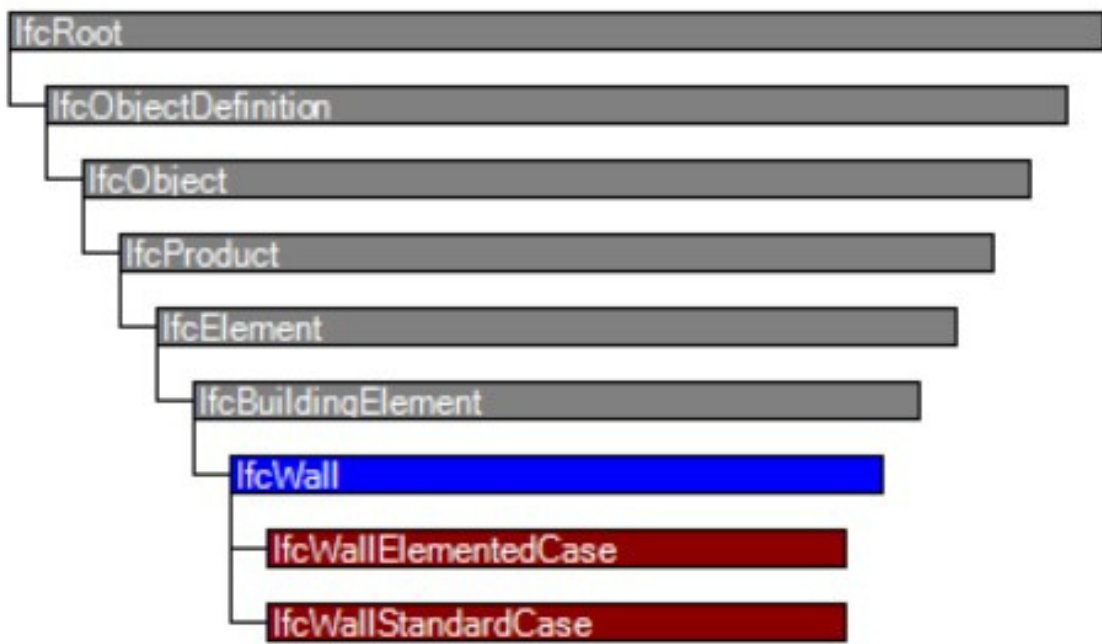 IfcRoot
IfcObjectDefinition
IfcObject
IfcProduct
IfcElement
IfcBuildingElement
IfcWall
IfcWallElementedCase
IfcWallStandardCase